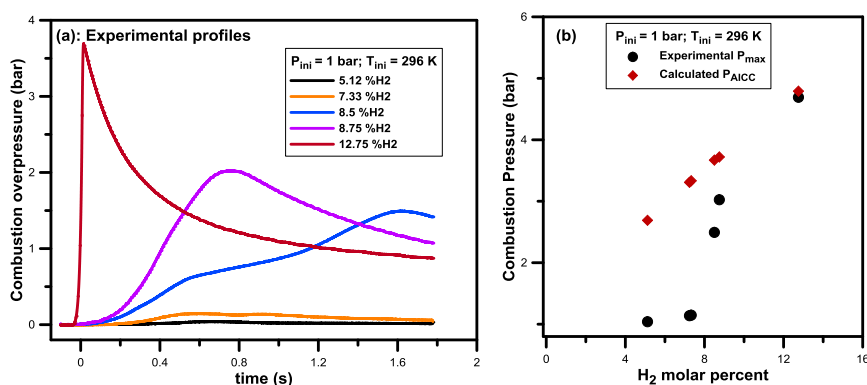 (a): Experimental profiles
P_ini = 1 bar; T_ini = 296 K
5.12 %H2
7.33 %H2
8.5 %H2
8.75 %H2
12.75 %H2
Combustion overpressure (bar)
4
3
2
1
0
0
0.4
0.8
1.2
1.6
2
time (s)
(b)
P_ini = 1 bar; T_ini = 296 K
Experimental P_max
Calculated P_AICC
Combustion Pressure (bar)
6
4
2
0
4
8
12
16
H_2 molar percent